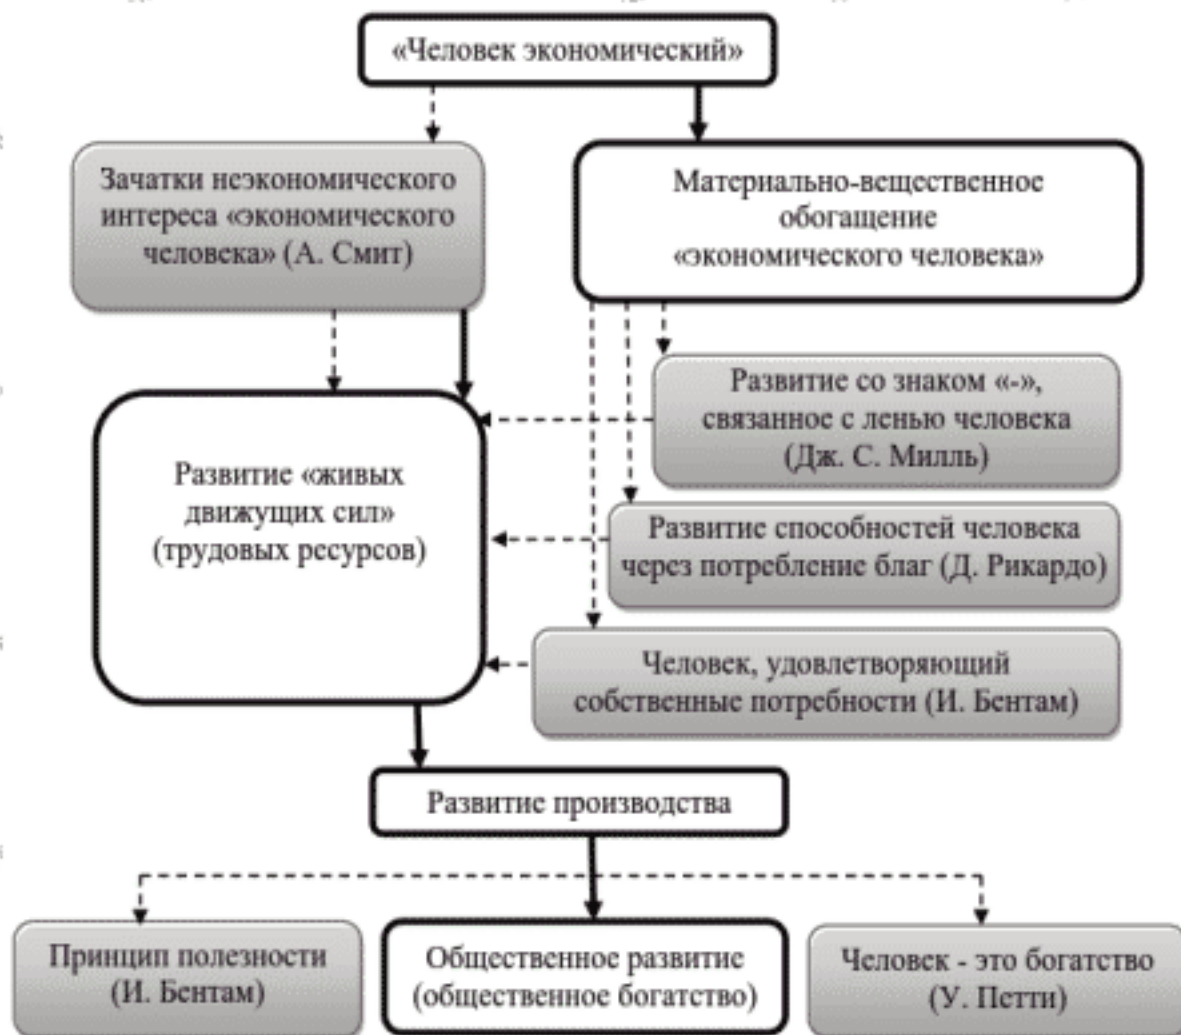 «Человек экономический»
Зачатки неэкономического
интереса «экономического
человека» (А. Смит)
Материально-вещественное
обогащение
«экономического человека»
Развитие со знаком «-»,
связанное с ленью человека
(Дж. С. Милль)
Развитие «живых
движущих сил»
(трудовых ресурсов)
Развитие способностей человека
через потребление благ (Д. Рикардо)
Человек, удовлетворяющий
собственные потребности (И. Бентам)
Развитие производства
Принцип полезности
(И. Бентам)
Общественное развитие
(общественное богатство)
Человек - это богатство
(У. Петти)